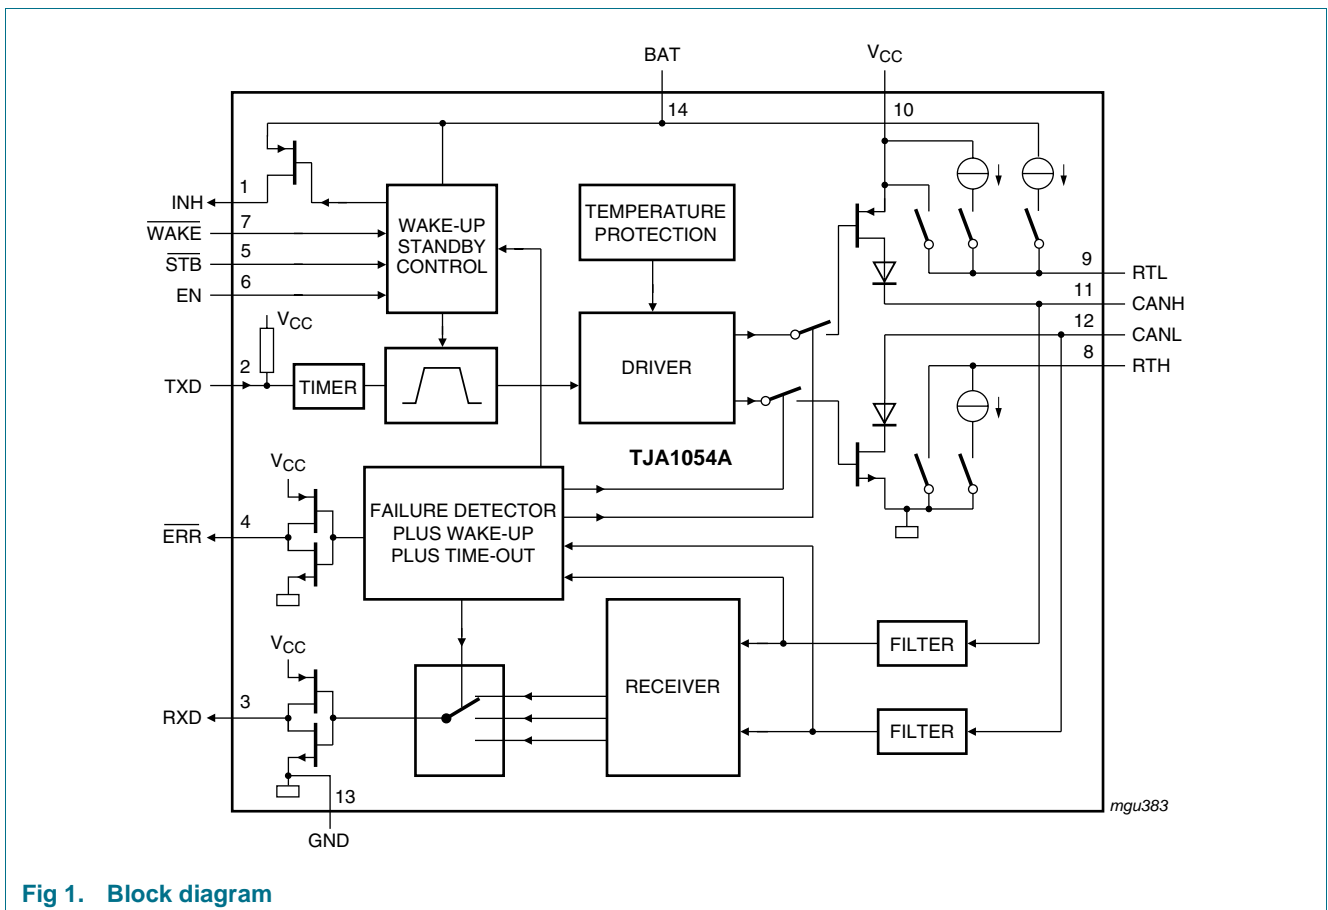 BAT
VCC
14
10
1
INH
7
WAKE
5
STB
6
EN
WAKE-UP
STANDBY
CONTROL
TEMPERATURE
PROTECTION
9
RTL
11
CANH
12
CANL
8
RTH
VCC
2
TXD
TIMER
DRIVER
TJA1054A
VCC
4
ERR
FAILURE DETECTOR
PLUS WAKE-UP
PLUS TIME-OUT
FILTER
VCC
3
RXD
RECEIVER
FILTER
13
GND
mgu383
Fig 1. Block diagram